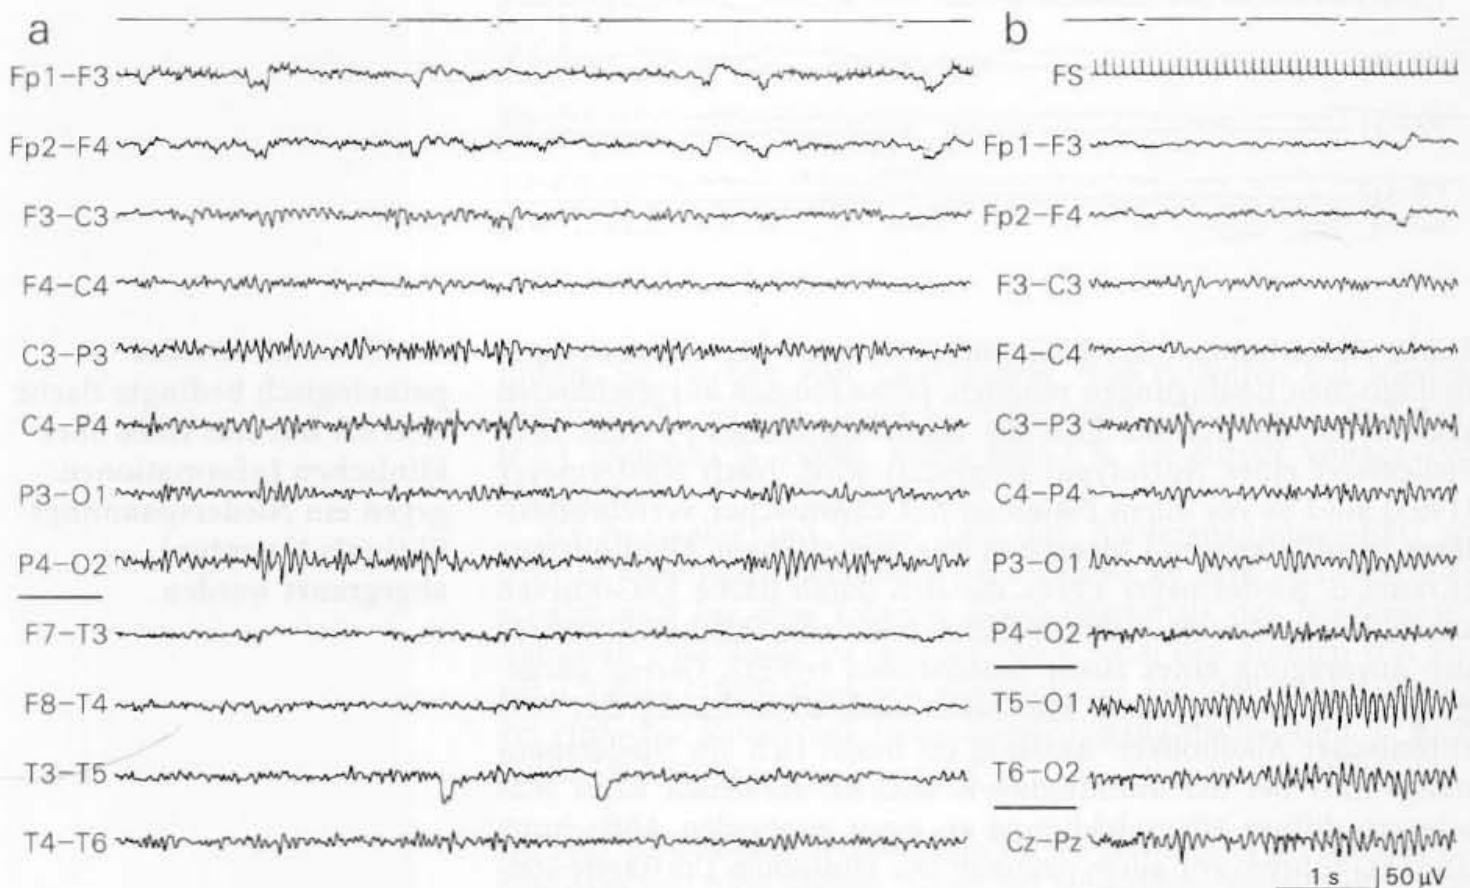 a
Fp1–F3
Fp2–F4
F3–C3
F4–C4
C3–P3
C4–P4
P3–O1
P4–O2
F7–T3
F8–T4
T3–T5
T4–T6
b
FS
Fp1–F3
Fp2–F4
F3–C3
F4–C4
C3–P3
C4–P4
P3–O1
P4–O2
T5–O1
T6–O2
Cz–Pz
1 s | 50 µV